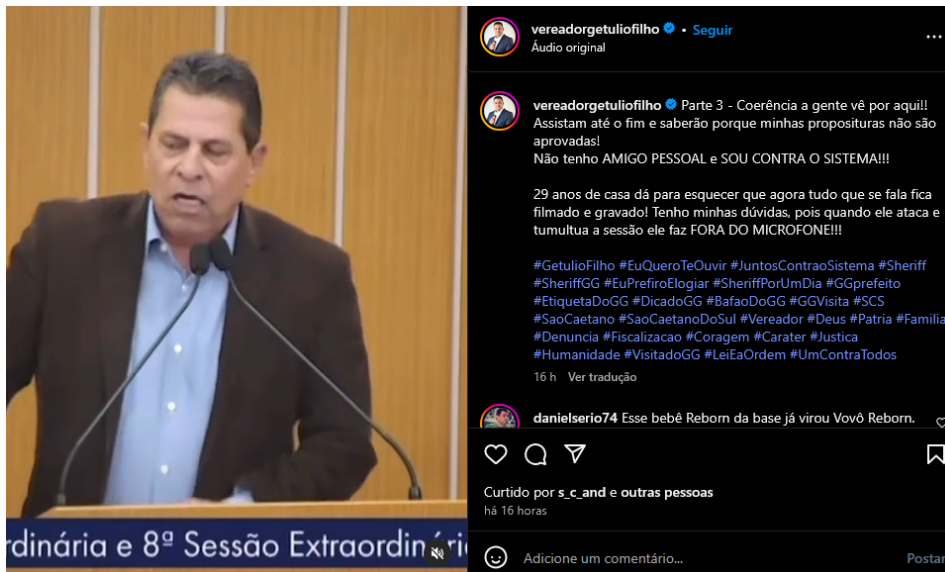 vereadorgetuliofilho • Seguir
Áudio original
vereadorgetuliofilho Parte 3 - Coerência a gente vê por aqui!!
Assistam até o fim e saberão porque minhas proposituras não são
aprovadas!
Não tenho AMIGO PESSOAL e SOU CONTRA O SISTEMA!!!
29 anos de casa dá para esquecer que agora tudo que se fala fica
filmado e gravado! Tenho minhas dúvidas, pois quando ele ataca e
tumultua a sessão ele faz FORA DO MICROFONE!!!
#GetulioFilho #EuQueroTeOuvir #JuntosContraoSistema #Sheriff
#SheriffGG #EuPrefiroElogiar #SheriffPorUmDia #GGprefeito
#EtiquetaDoGG #DicadoGG #BafaoDoGG #GGVisita #SCS
#SaoCaetano #SaoCaetanoDoSul #Vereador #Deus #Patria #Familia
#Denuncia #Fiscalizacao #Coragem #Carater #Justica
#Humanidade #VisitadoGG #LeiEaOrdem #UmContraTodos
16 h Ver tradução
danielserio74 Esse bebê Reborn da base já virou Vovô Reborn.
Curtido por s_c_and e outras pessoas
há 16 horas
Adicione um comentário...
Postar
rdinária e 8ª Sessão Extraordinári